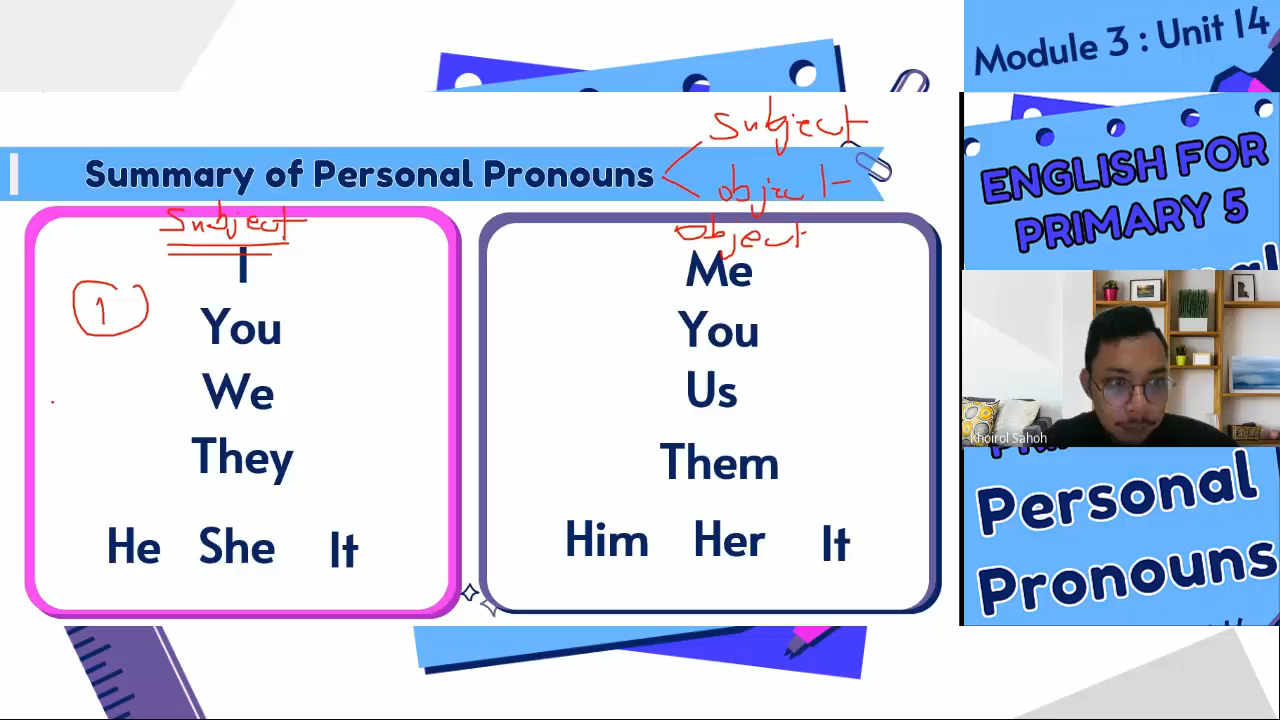 Module 3 : Unit 14
Subject
Summary of Personal Pronouns
object
Subject
I
1
You
We
They
He She It
object
Me
You
Us
Them
Him Her It
ENGLISH FOR
PRIMARY 5
Khoirol Sahoh
Personal
Pronouns